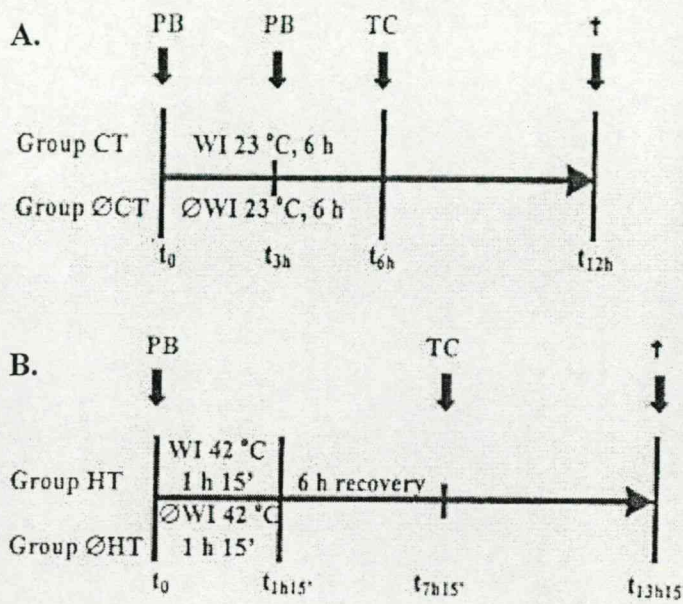 A.
PB PB TC †
Group CT WI 23 °C, 6 h
Group ØCT ØWI 23 °C, 6 h
t0 t3h t6h t12h
B.
PB TC †
WI 42 °C
Group HT 1 h 15' 6 h recovery
ØWI 42 °C
Group ØHT 1 h 15'
t0 t1h15' t7h15' t13h15